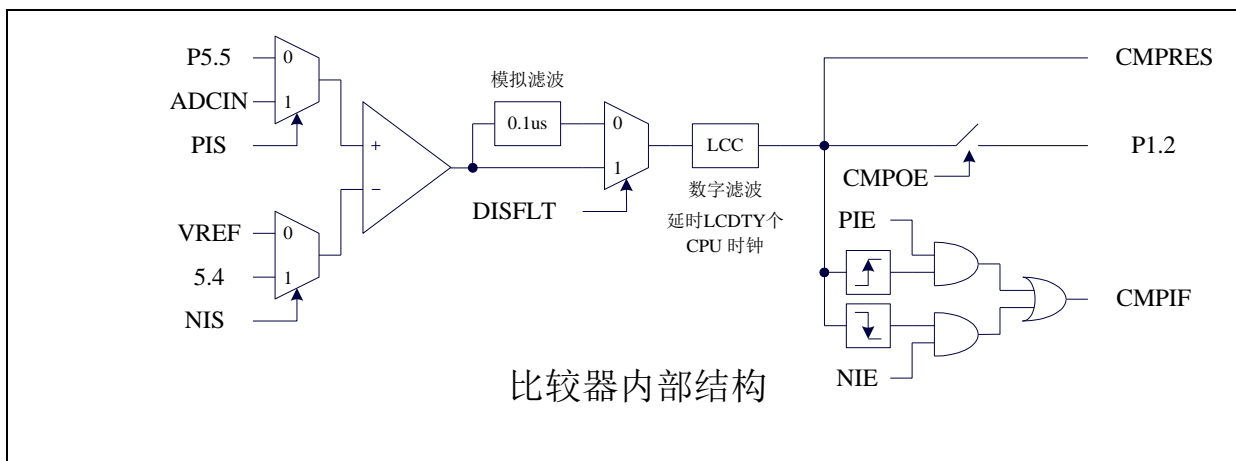 P5.5
0
ADCIN
1
PIS
+
−
VREF
0
5.4
1
NIS
模拟滤波
0.1us
0
1
DISFLT
LCC
数字滤波
延时LCDTY个
CPU 时钟
CMPRES
P1.2
CMPOE
PIE
CMPIF
NIE
比较器内部结构